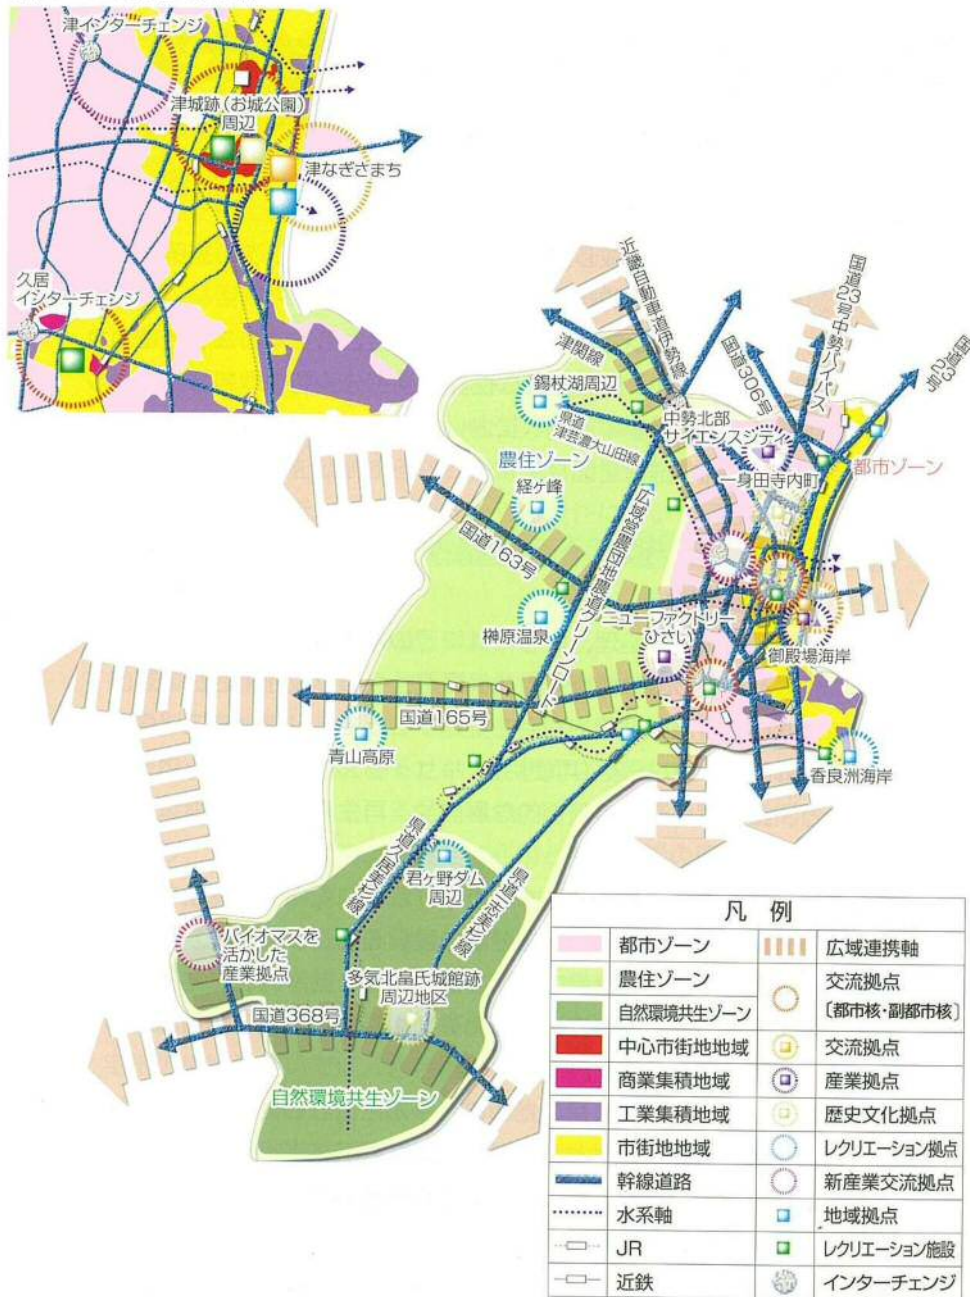 津インターチェンジ
津城跡（お城公園）
周辺
津なぎさまち
久居
インターチェンジ
近畿自動車道伊勢線
国道23号中勢バイパス
国道306号
国道23号
津関線
錫杖湖周辺
県道
津芸濃大山田線
中勢北部
サイエンスシティ
農住ゾーン
一身田寺内町
都市ゾーン
経ヶ峰
国道163号
広域営農団地農道グリーンロード
榊原温泉
ニューファクトリー
ひさい
御殿場海岸
国道165号
青山高原
香良洲海岸
県道久居美杉線
君ヶ野ダム
周辺
県道一志美杉線
バイオマスを
活かした
産業拠点
多気北畠氏城館跡
周辺地区
国道368号
自然環境共生ゾーン
凡例
都市ゾーン
広域連携軸
農住ゾーン
交流拠点
〔都市核・副都市核〕
自然環境共生ゾーン
中心市街地地域
交流拠点
商業集積地域
産業拠点
工業集積地域
歴史文化拠点
市街地地域
レクリエーション拠点
幹線道路
新産業交流拠点
水系軸
地域拠点
JR
レクリエーション施設
近鉄
インターチェンジ